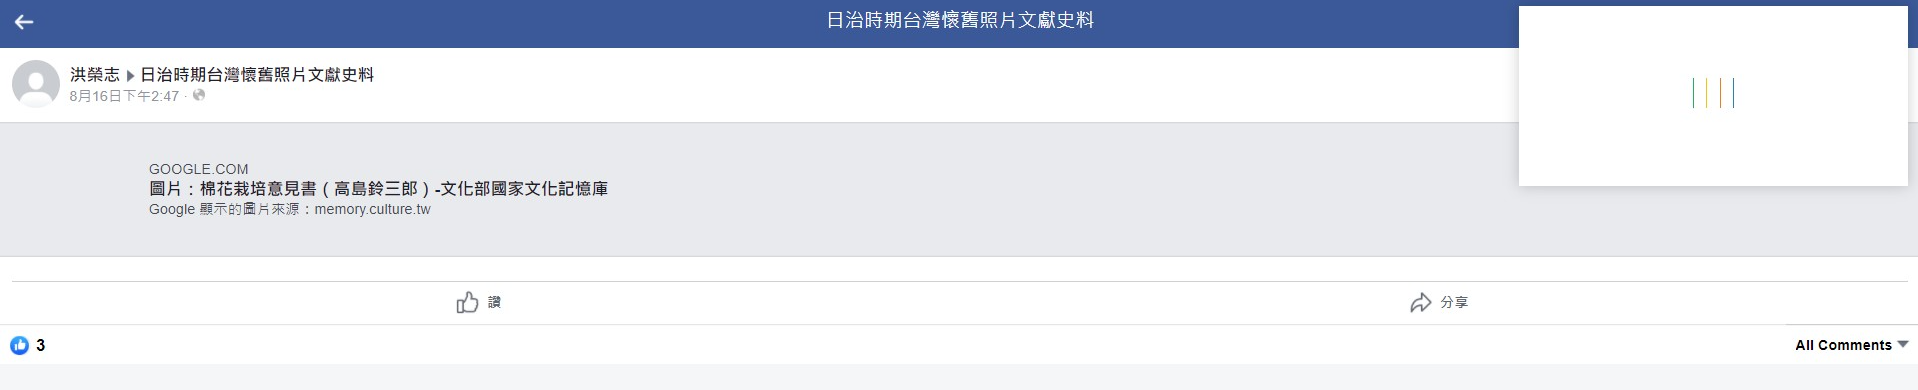 日治時期台灣懷舊照片文獻史料
洪榮志 ▶ 日治時期台灣懷舊照片文獻史料
8月16日下午2:47 ·
GOOGLE.COM
圖片：棉花栽培意見書（高島鈴三郎）-文化部國家文化記憶庫
Google 顯示的圖片來源：memory.culture.tw
讚
分享
3
All Comments